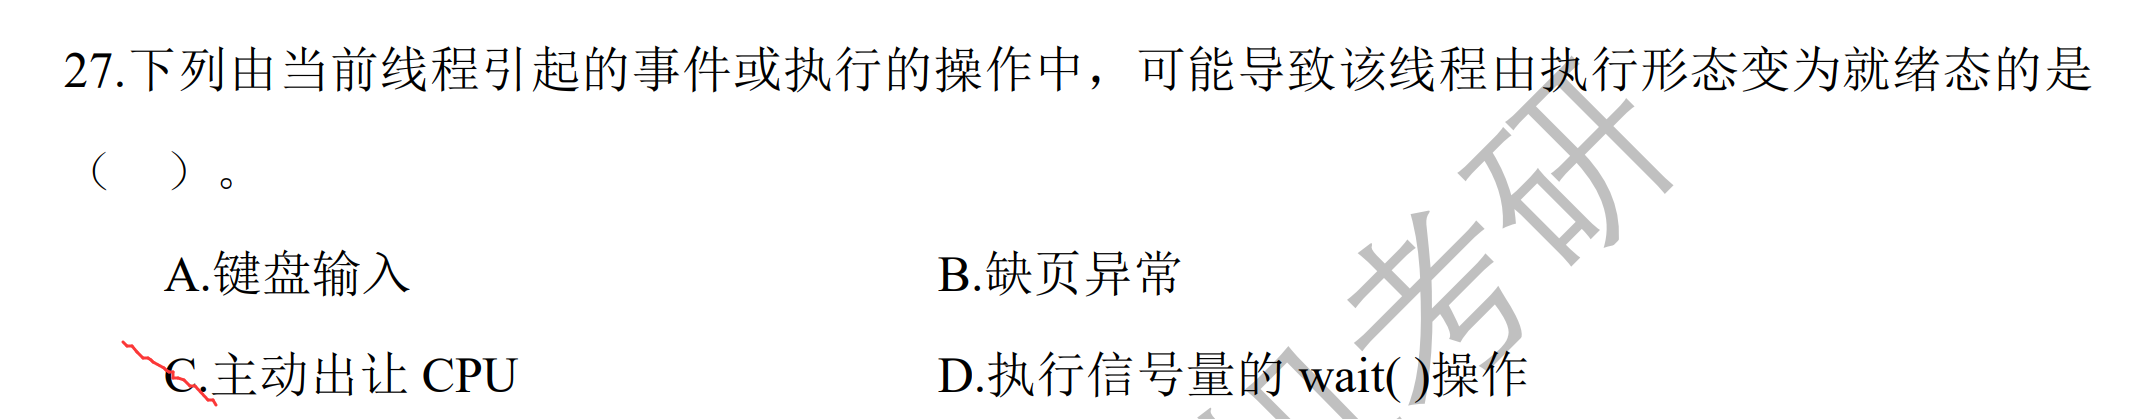 27.下列由当前线程引起的事件或执行的操作中，可能导致该线程由执行形态变为就绪态的是
（ ）。
A.键盘输入 B.缺页异常
C.主动出让 CPU D.执行信号量的 wait( )操作
考研